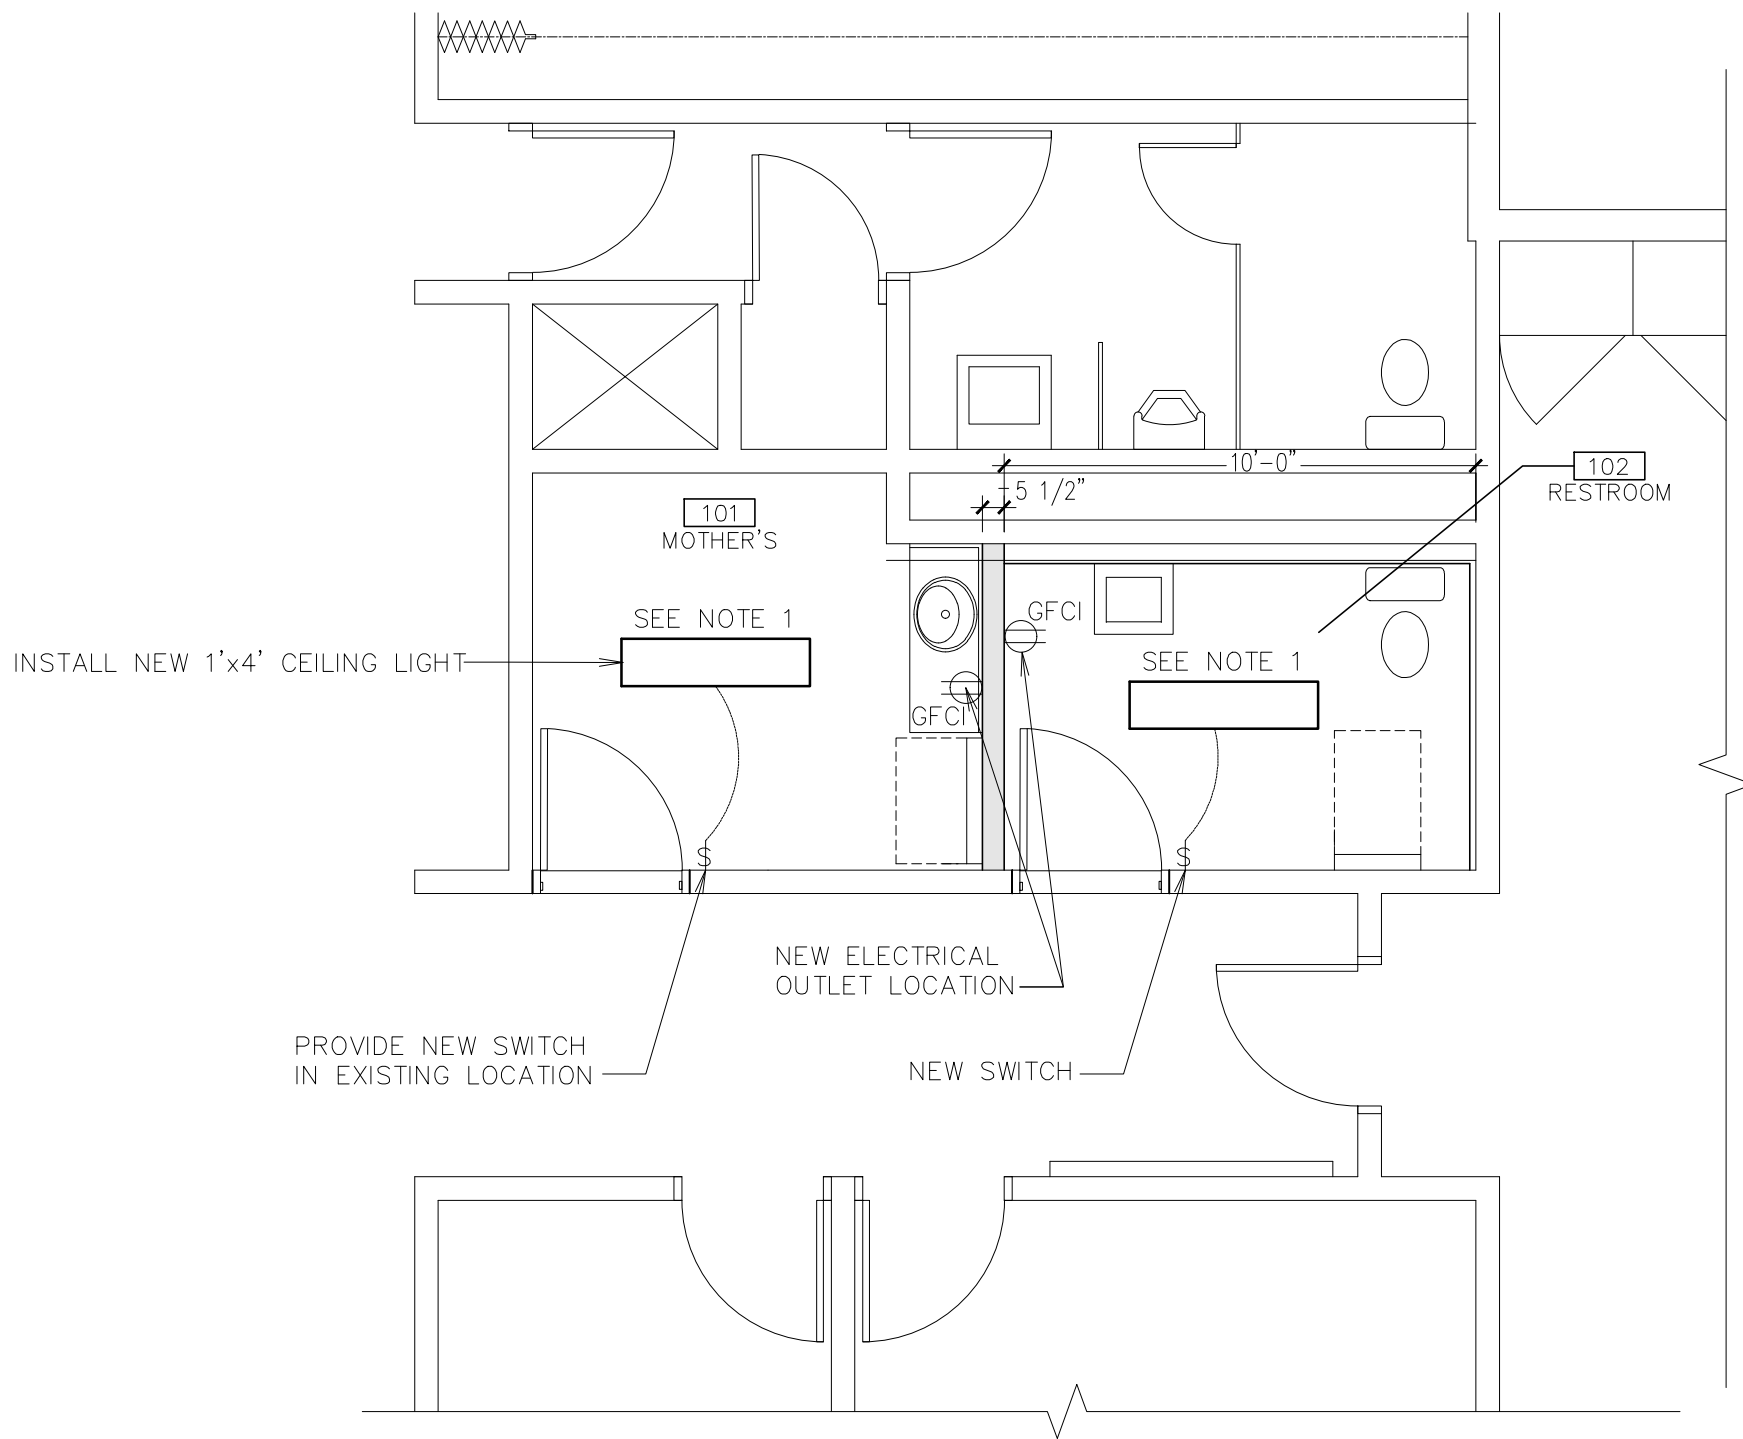 10'-0"
102
RESTROOM
5 1/2"
101
MOTHER'S
GFCI
SEE NOTE 1
INSTALL NEW 1'x4' CEILING LIGHT
SEE NOTE 1
GFCI
S
S
NEW ELECTRICAL
OUTLET LOCATION
PROVIDE NEW SWITCH
IN EXISTING LOCATION
NEW SWITCH